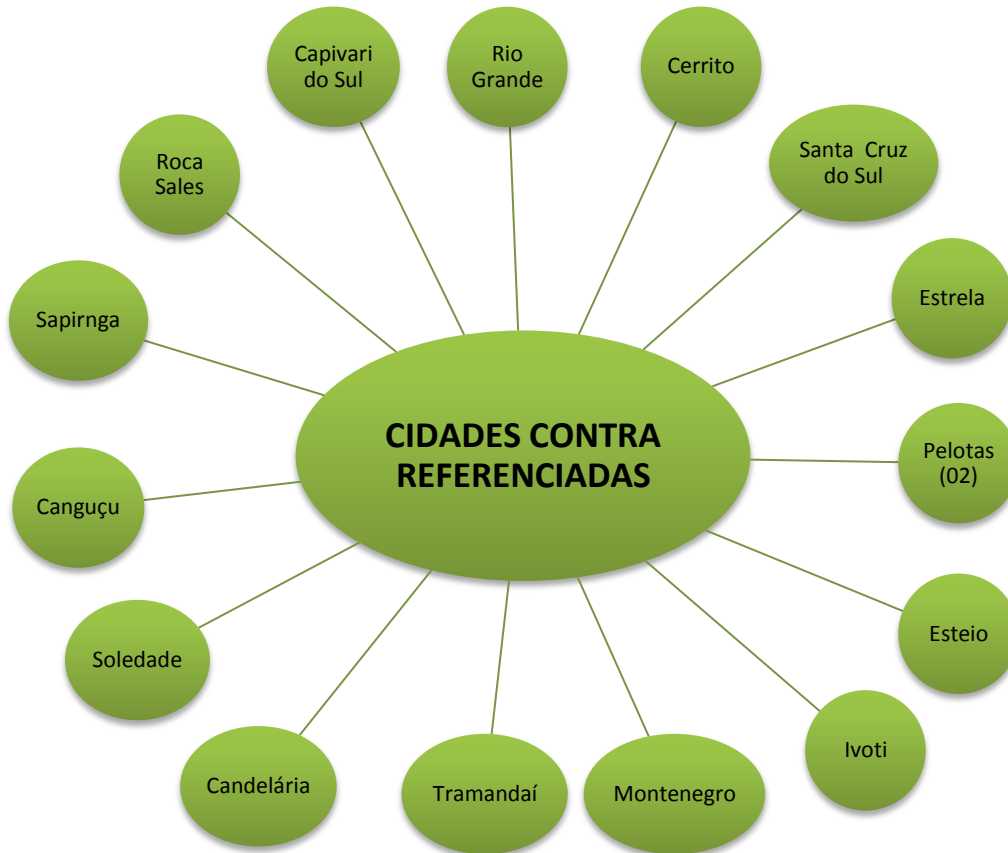 Capivari
do Sul
Rio
Grande
Cerrito
Santa Cruz
do Sul
Roca
Sales
Estrela
Sapirnga
CIDADES CONTRA
REFERENCIADAS
Pelotas
(02)
Canguçu
Esteio
Soledade
Ivoti
Candelária
Tramandaí
Montenegro